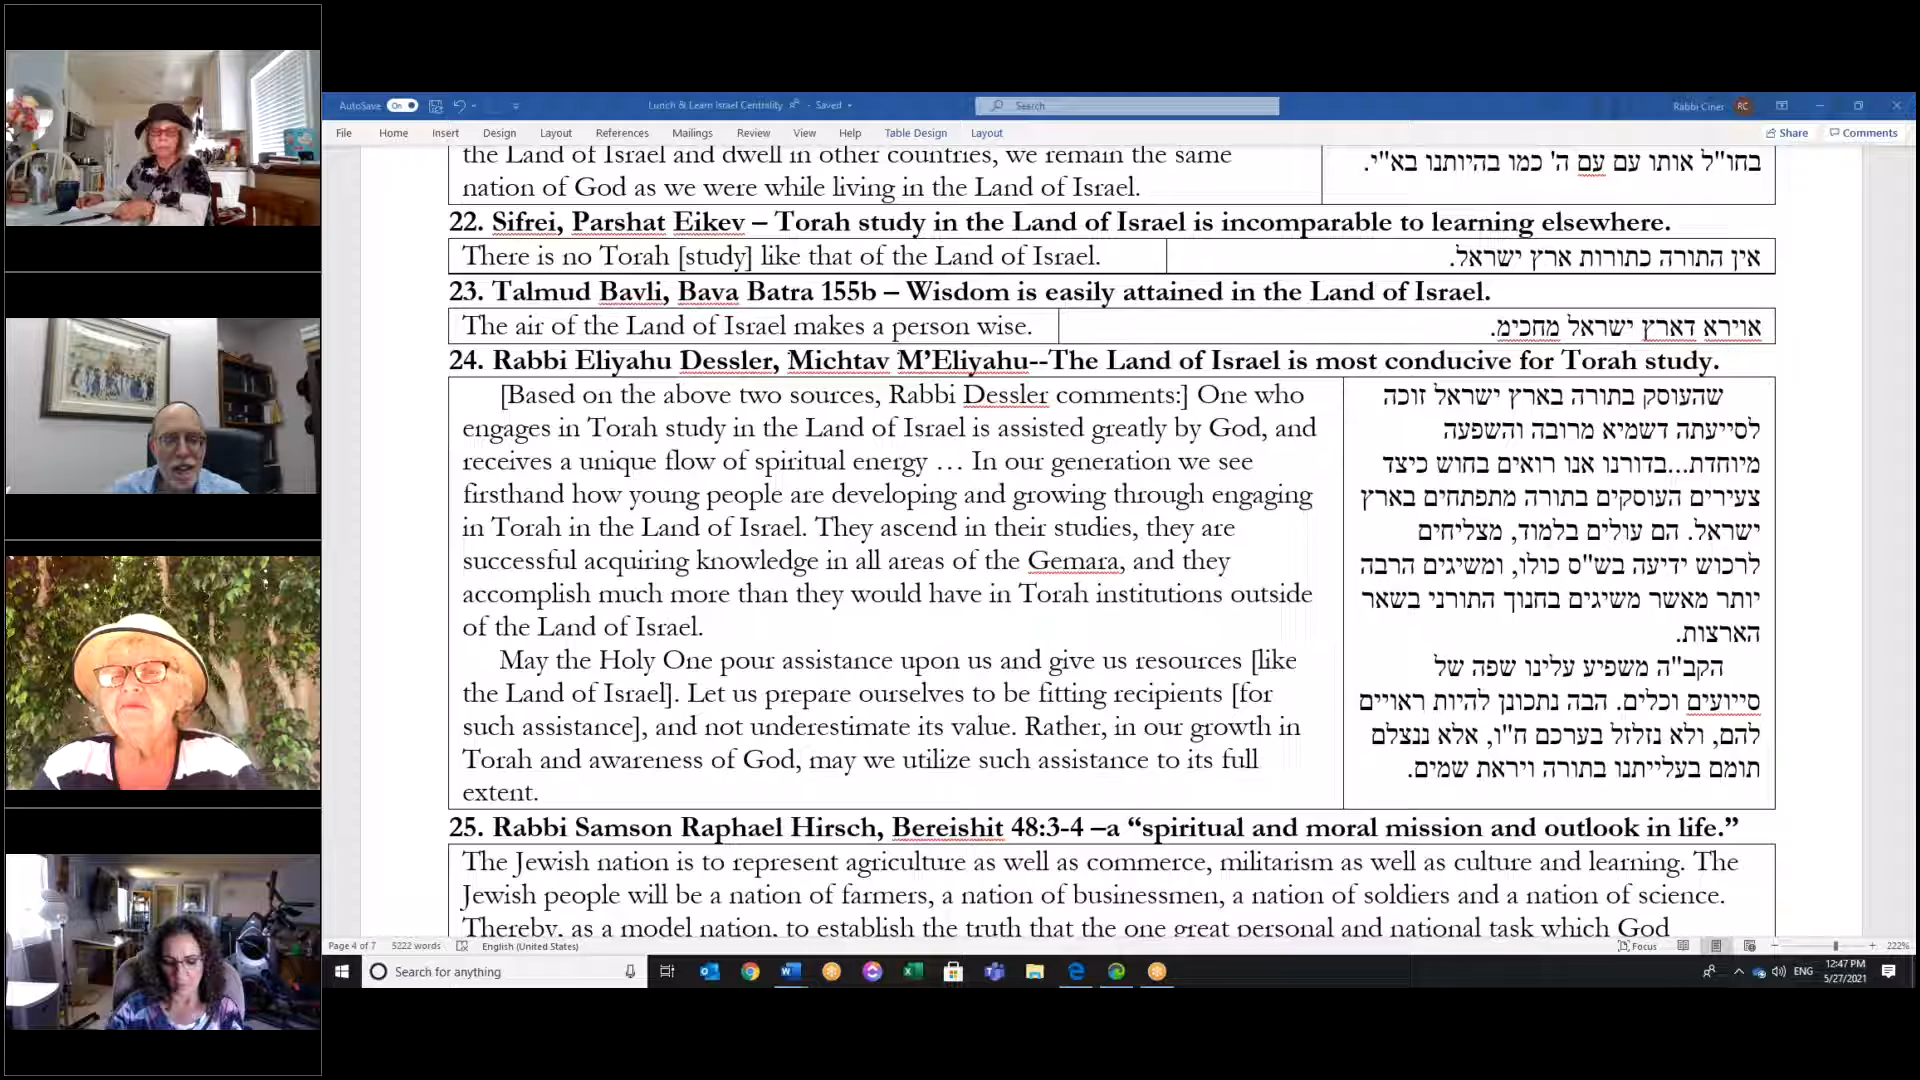 AutoSave On Lunch & Learn Israel Centrality - Saved Search Rabbi Ciner RC
File Home Insert Design Layout References Mailings Review View Help Table Design Layout Share Comments
the Land of Israel and dwell in other countries, we remain the same
nation of God as we were while living in the Land of Israel.
בחו"ל אותו עם עם ה' כמו בהיותנו בא"י.
22. Sifrei, Parshat Eikev – Torah study in the Land of Israel is incomparable to learning elsewhere.
There is no Torah [study] like that of the Land of Israel.
אין התורה כתורות ארץ ישראל.
23. Talmud Bavli, Bava Batra 155b – Wisdom is easily attained in the Land of Israel.
The air of the Land of Israel makes a person wise.
אוירא דארץ ישראל מחכימ.
24. Rabbi Eliyahu Dessler, Michtav M’Eliyahu--The Land of Israel is most conducive for Torah study.
[Based on the above two sources, Rabbi Dessler comments:] One who
engages in Torah study in the Land of Israel is assisted greatly by God, and
receives a unique flow of spiritual energy … In our generation we see
firsthand how young people are developing and growing through engaging
in Torah in the Land of Israel. They ascend in their studies, they are
successful acquiring knowledge in all areas of the Gemara, and they
accomplish much more than they would have in Torah institutions outside
of the Land of Israel.
May the Holy One pour assistance upon us and give us resources [like
the Land of Israel]. Let us prepare ourselves to be fitting recipients [for
such assistance], and not underestimate its value. Rather, in our growth in
Torah and awareness of God, may we utilize such assistance to its full
extent.
שהעוסק בתורה בארץ ישראל זוכה
לסייעתה דשמיא מרובה והשפעה
מיוחדת...בדורנו אנו רואים בחוש כיצד
צעירים העוסקים בתורה מתפתחים בארץ
ישראל. הם עולים בלמוד, מצליחים
לרכוש ידיעה בש"ס כולו, ומשיגים הרבה
יותר מאשר משיגים בחנוך התורני בשאר
הארצות.
הקב"ה משפיע עלינו שפה של
סייועים וכלים. הבה נתכונן להיות ראויים
להם, ולא נזלזל בערכם ח"ו, אלא ננצלם
תומם בעלייתנו בתורה ויראת שמים.
25. Rabbi Samson Raphael Hirsch, Bereishit 48:3-4 –a “spiritual and moral mission and outlook in life.”
The Jewish nation is to represent agriculture as well as commerce, militarism as well as culture and learning. The
Jewish people will be a nation of farmers, a nation of businessmen, a nation of soldiers and a nation of science.
Thereby, as a model nation, to establish the truth that the one great personal and national task which God
Page 4 of 7 5222 words English (United States) Focus 222%
Search for anything ENG 12:47 PM
5/27/2021